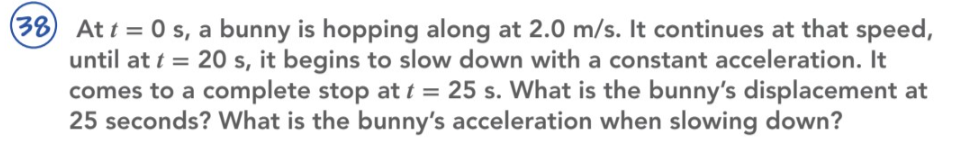 38 At t = 0 s, a bunny is hopping along at 2.0 m/s. It continues at that speed,
until at t = 20 s, it begins to slow down with a constant acceleration. It
comes to a complete stop at t = 25 s. What is the bunny's displacement at
25 seconds? What is the bunny's acceleration when slowing down?